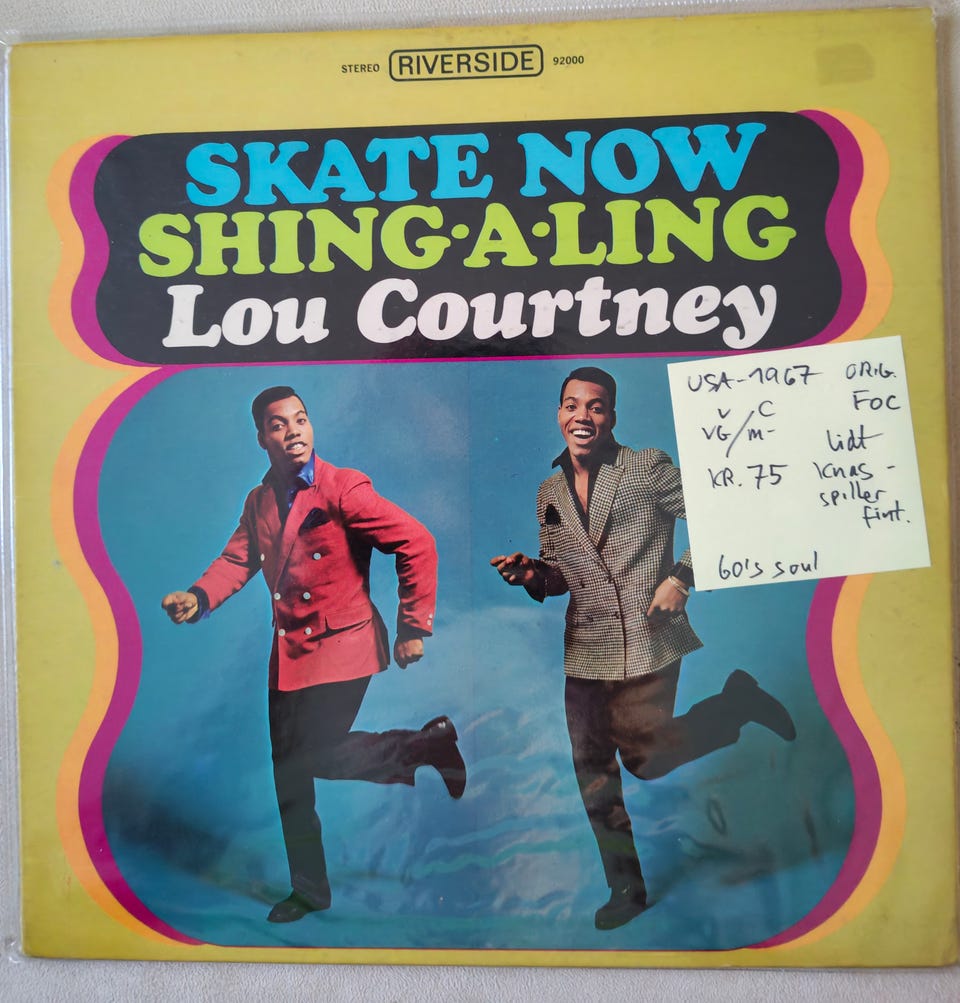 STEREO RIVERSIDE 92000
SKATE NOW
SHING·A·LING
Lou Courtney
USA-1967 ORIG.
V C FOC
VG/M- lidt
KR. 75 knas -
spiller
fint.
60's soul